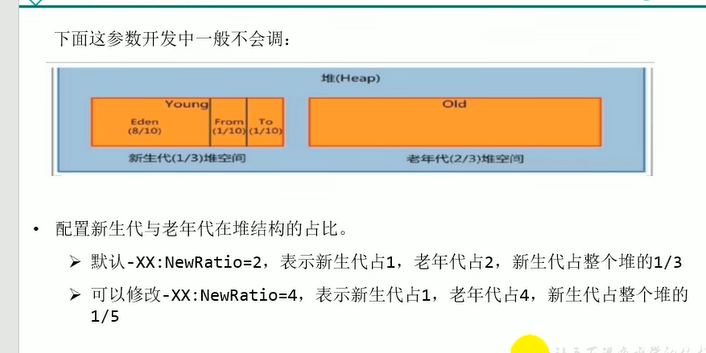 下面这参数开发中一般不会调：
堆(Heap)
Young
Eden
(8/10)
From
(1/10)
To
(1/10)
Old
新生代(1/3)堆空间
老年代(2/3)堆空间
• 配置新生代与老年代在堆结构的占比。
➢ 默认-XX:NewRatio=2，表示新生代占1，老年代占2，新生代占整个堆的1/3
➢ 可以修改-XX:NewRatio=4，表示新生代占1，老年代占4，新生代占整个堆的
1/5